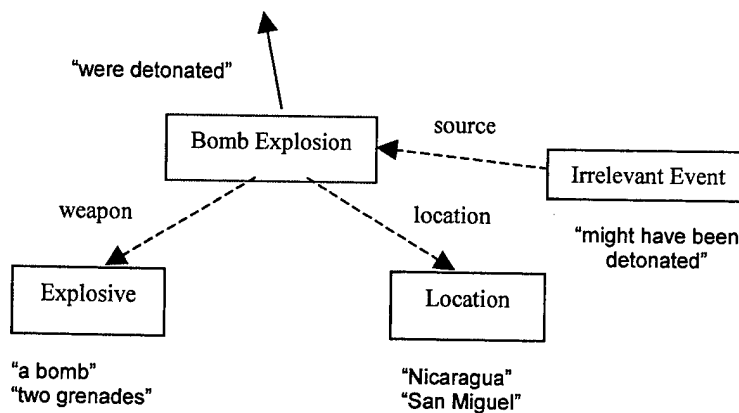 “were detonated”
Bomb Explosion
source
Irrelevant Event
“might have been
detonated”
weapon
location
Explosive
Location
“a bomb”
“two grenades”
“Nicaragua”
“San Miguel”